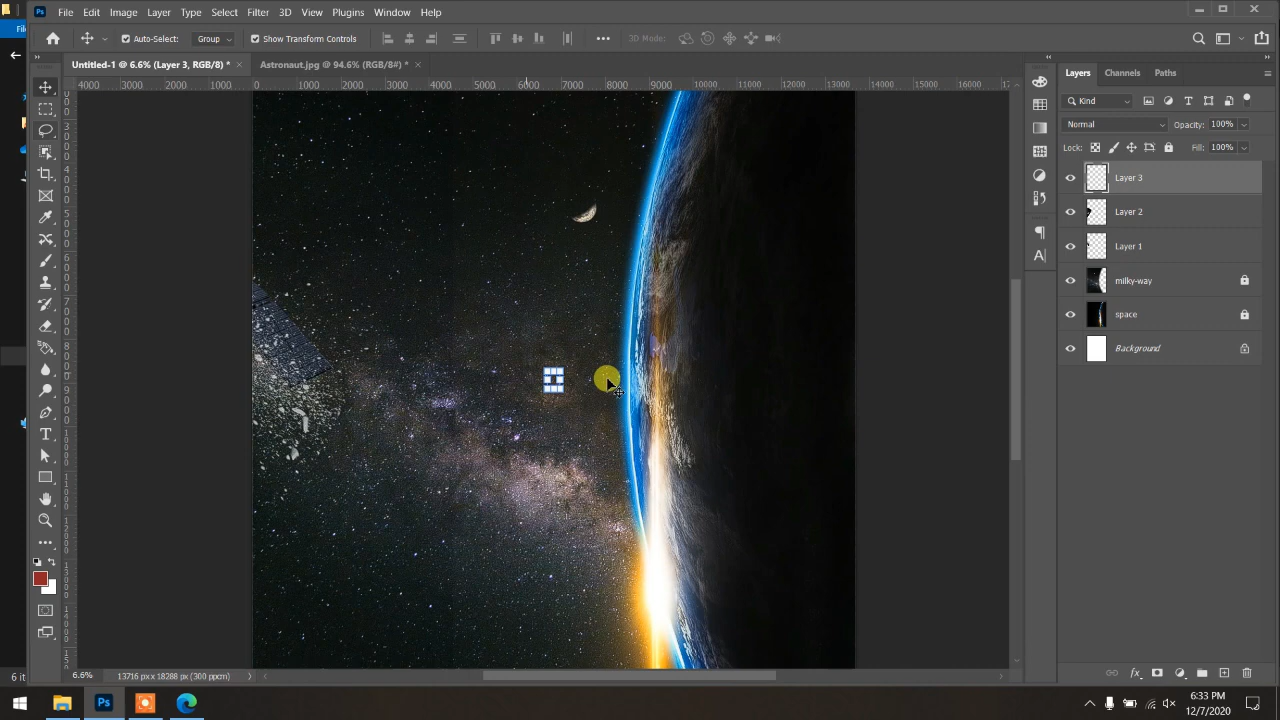 Fil
Ps File Edit Image Layer Type Select Filter 3D View Plugins Window Help
Auto-Select: Group Show Transform Controls 3D Mode:
Untitled-1 @ 6.6% (Layer 3, RGB/8) * × Astronaut.jpg @ 94.6% (RGB/8#) * ×
4000 3000 2000 1000 0 1000 2000 3000 4000 5000 6000 7000 8000 9000 10000 11000 12000 13000 14000 15000 16000
Layers Channels Paths
Kind
Normal Opacity: 100%
Lock: Fill: 100%
Layer 3
Layer 2
Layer 1
milky-way
space
Background
6.6% 13716 px x 18288 px (300 ppcm)
6 it
Ps
6:33 PM
12/7/2020